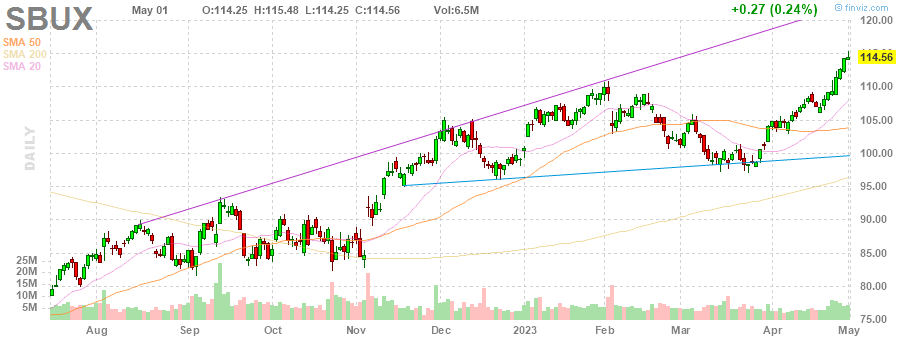 SBUX May 01 O:114.25 H:115.48 L:114.25 C:114.56 Vol:6.5M +0.27 (0.24%) © finviz.com
SMA 50
SMA 200
SMA 20
DAILY
120.00
114.56
110.00
105.00
100.00
95.00
90.00
85.00
80.00
75.00
25M
20M
15M
10M
5M
Aug Sep Oct Nov Dec 2023 Feb Mar Apr May